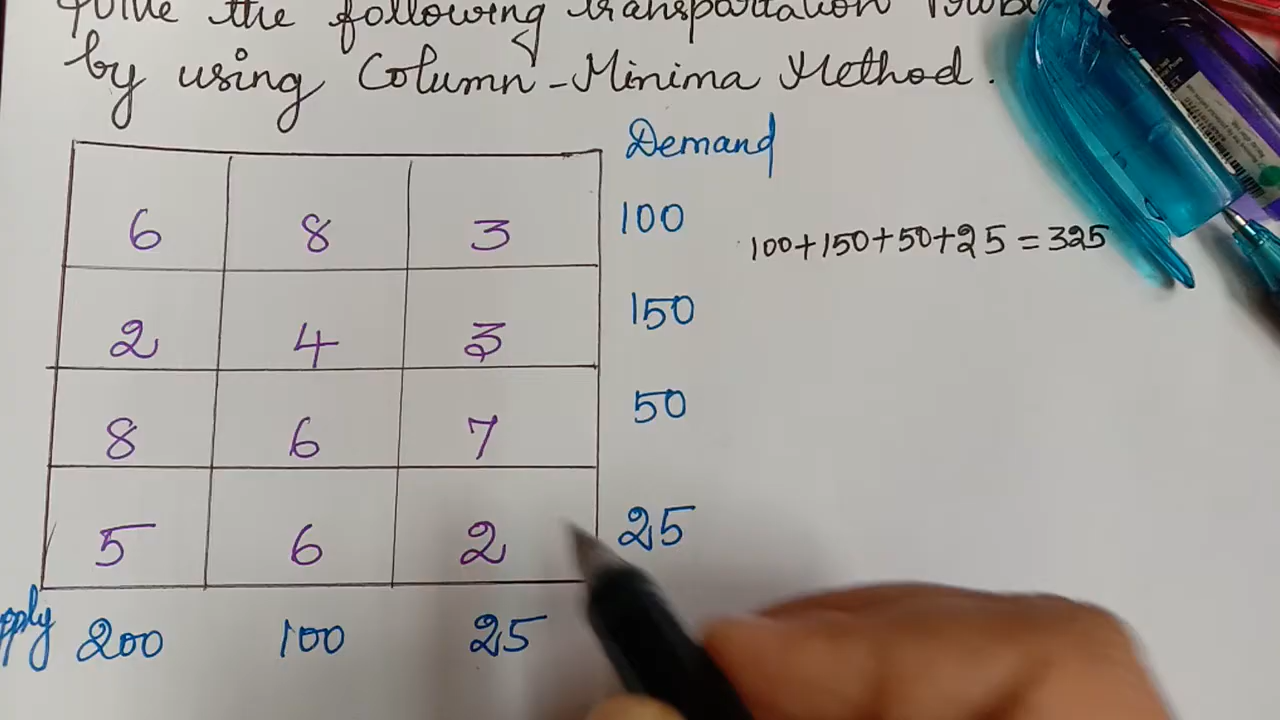 the following transportation
by using Column-Minima Method.
Demand
6 8 3 100
100+150+50+25=325
2 4 3 150
8 6 7 50
5 6 2 25
200 100 25